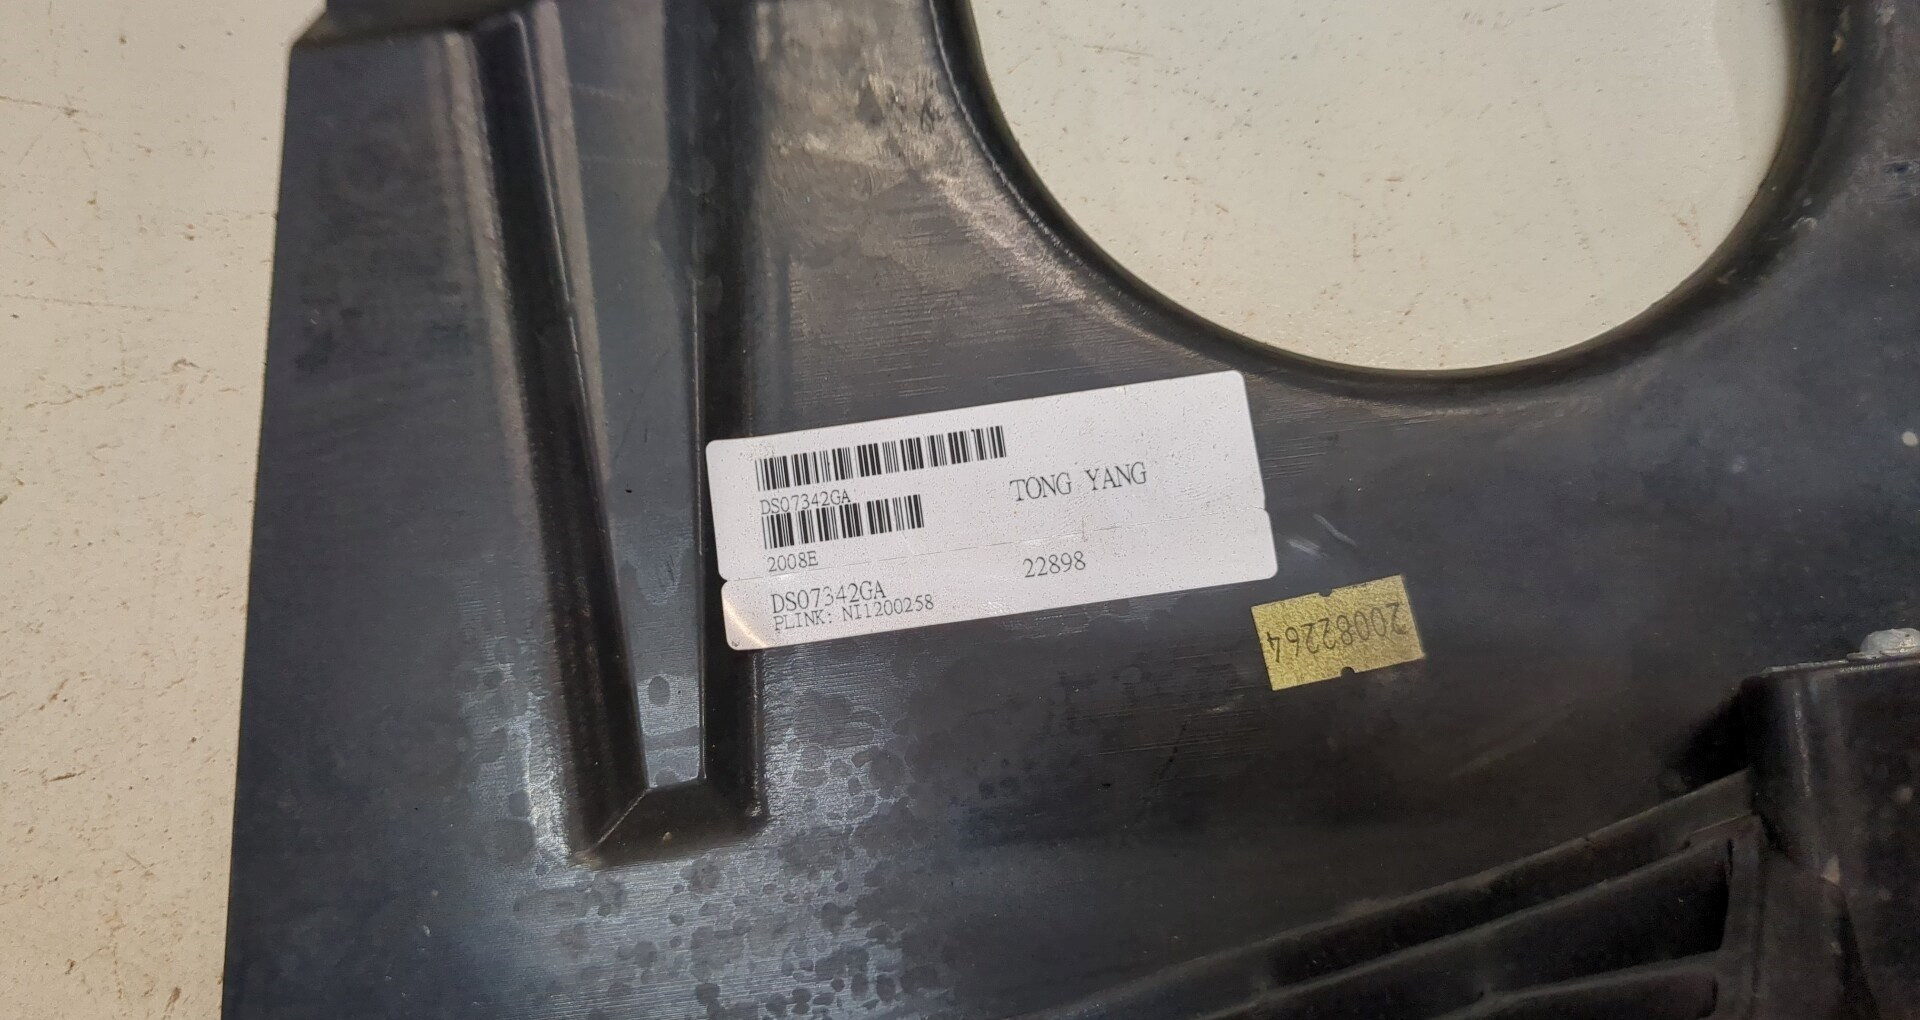 DS07342GA
TONG YANG
2008E
22898
DS07342GA
PLINK: NI1200258
20082264